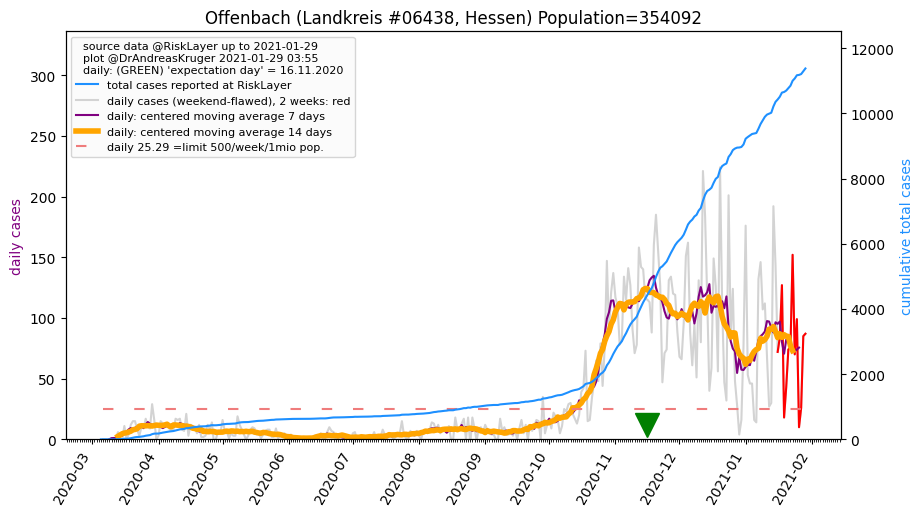 Offenbach (Landkreis #06438, Hessen) Population=354092
source data @RiskLayer up to 2021-01-29
plot @DrAndreasKruger 2021-01-29 03:55
daily: (GREEN) 'expectation day' = 16.11.2020
total cases reported at RiskLayer
daily cases (weekend-flawed), 2 weeks: red
daily: centered moving average 7 days
daily: centered moving average 14 days
daily 25.29 =limit 500/week/1mio pop.
daily cases
300
250
200
150
100
50
0
cumulative total cases
12000
10000
8000
6000
4000
2000
0
2020-03
2020-04
2020-05
2020-06
2020-07
2020-08
2020-09
2020-10
2020-11
2020-12
2021-01
2021-02